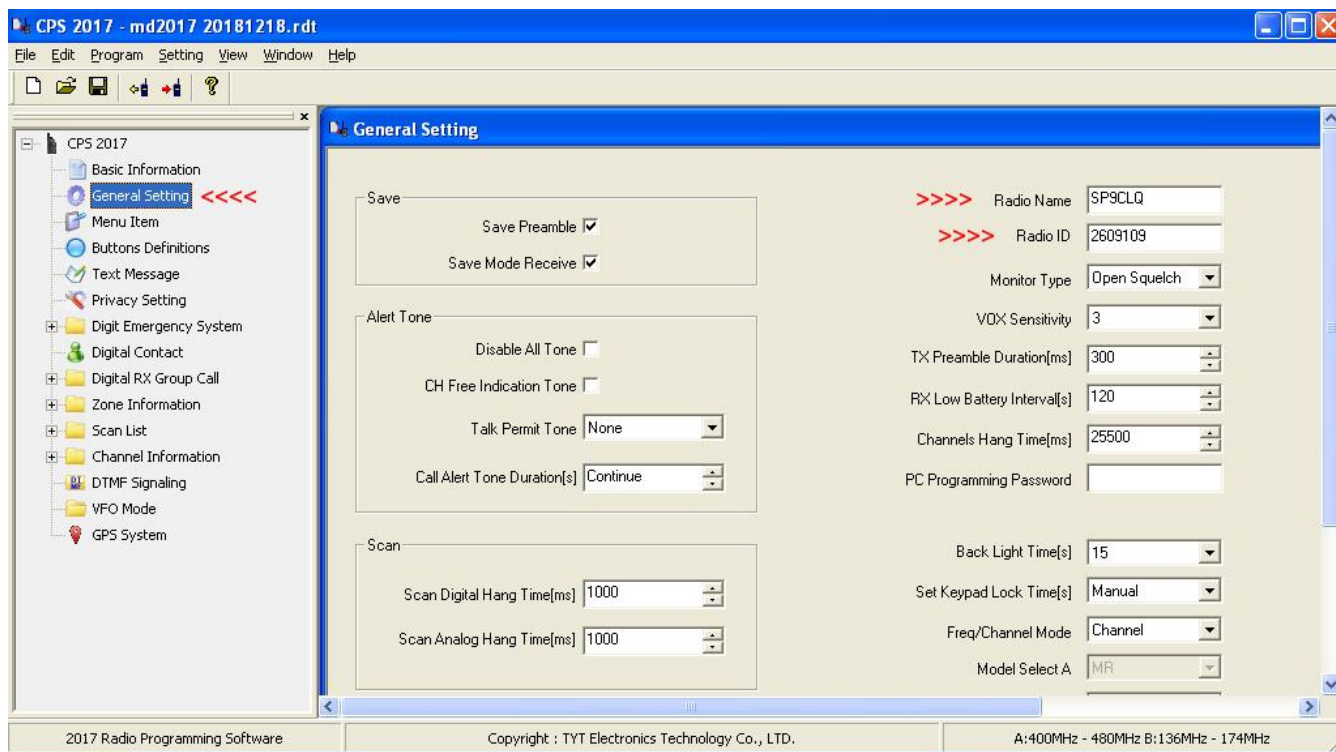 CPS 2017 - md2017 20181218.rdt
File Edit Program Setting View Window Help
CPS 2017
Basic Information
General Setting <<<<
Menu Item
Buttons Definitions
Text Message
Privacy Setting
Digit Emergency System
Digital Contact
Digital RX Group Call
Zone Information
Scan List
Channel Information
DTMF Signaling
VFO Mode
GPS System
General Setting
Save
Save Preamble
Save Mode Receive
Alert Tone
Disable All Tone
CH Free Indication Tone
Talk Permit Tone None
Call Alert Tone Duration[s] Continue
Scan
Scan Digital Hang Time[ms] 1000
Scan Analog Hang Time[ms] 1000
>>>> Radio Name SP9CLQ
>>>> Radio ID 2609109
Monitor Type Open Squelch
VOX Sensitivity 3
TX Preamble Duration[ms] 300
RX Low Battery Interval[s] 120
Channels Hang Time[ms] 25500
PC Programming Password
Back Light Time[s] 15
Set Keypad Lock Time[s] Manual
Freq/Channel Mode Channel
Model Select A MR
2017 Radio Programming Software
Copyright : TYT Electronics Technology Co., LTD.
A:400MHz - 480MHz B:136MHz - 174MHz